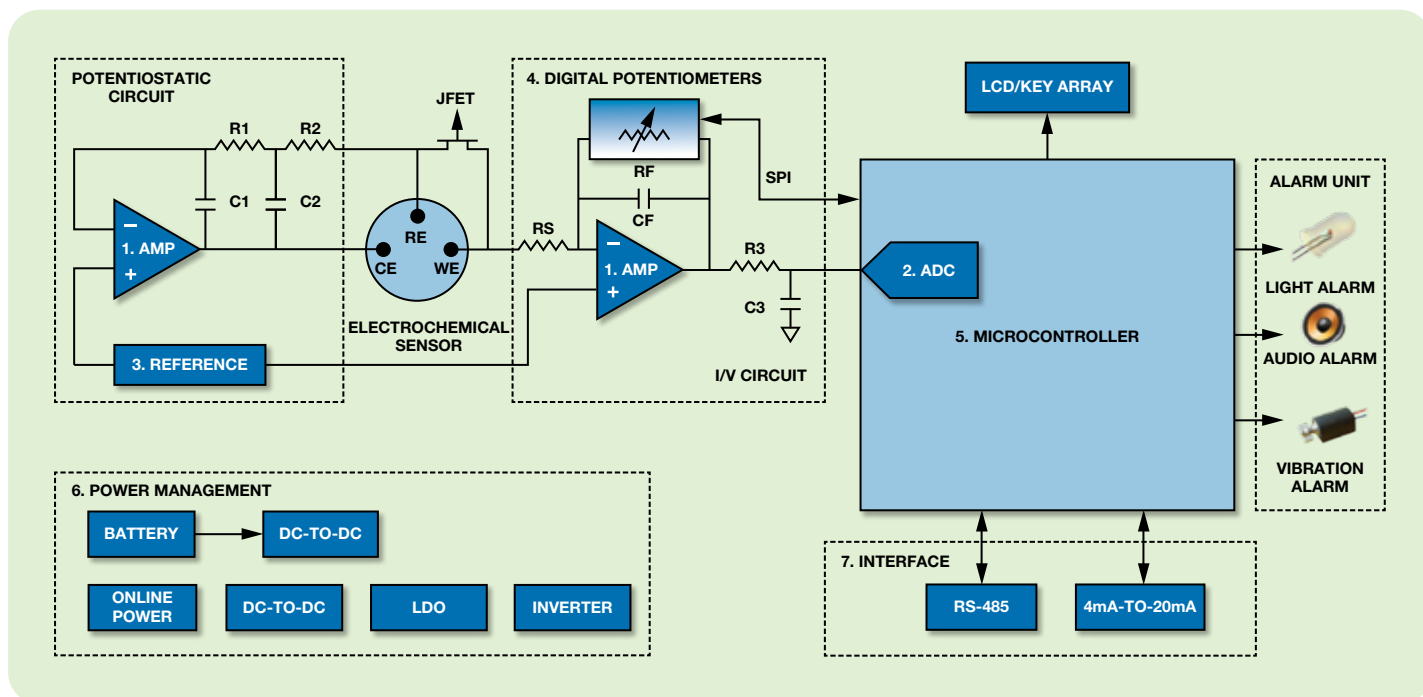 POTENTIOSTATIC
CIRCUIT
R1
R2
C1
C2
–
1. AMP
+
3. REFERENCE
JFET
RE
CE
WE
ELECTROCHEMICAL
SENSOR
4. DIGITAL POTENTIOMETERS
RF
CF
RS
–
1. AMP
+
R3
C3
I/V CIRCUIT
SPI
LCD/KEY ARRAY
2. ADC
5. MICROCONTROLLER
ALARM UNIT
LIGHT ALARM
AUDIO ALARM
VIBRATION
ALARM
6. POWER MANAGEMENT
BATTERY
DC-TO-DC
ONLINE
POWER
DC-TO-DC
LDO
INVERTER
7. INTERFACE
RS-485
4mA-TO-20mA